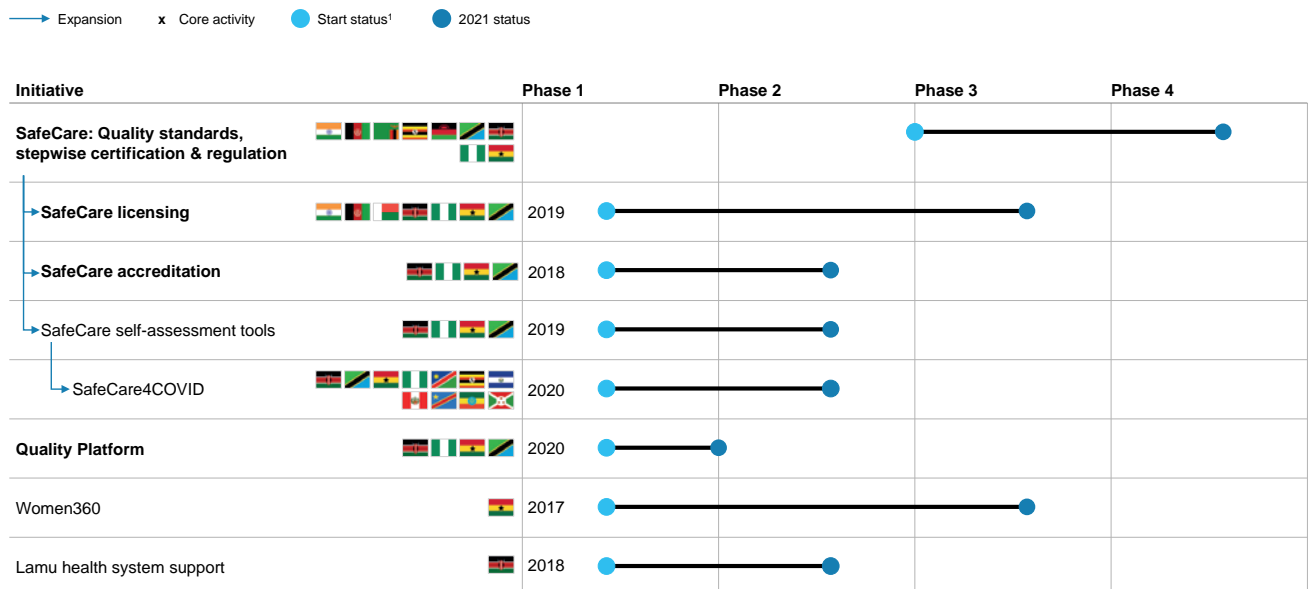 Expansion x Core activity Start status¹ 2021 status
Initiative Phase 1 Phase 2 Phase 3 Phase 4
SafeCare: Quality standards,
stepwise certification & regulation
SafeCare licensing 2019
SafeCare accreditation 2018
SafeCare self-assessment tools 2019
SafeCare4COVID 2020
Quality Platform 2020
Women360 2017
Lamu health system support 2018